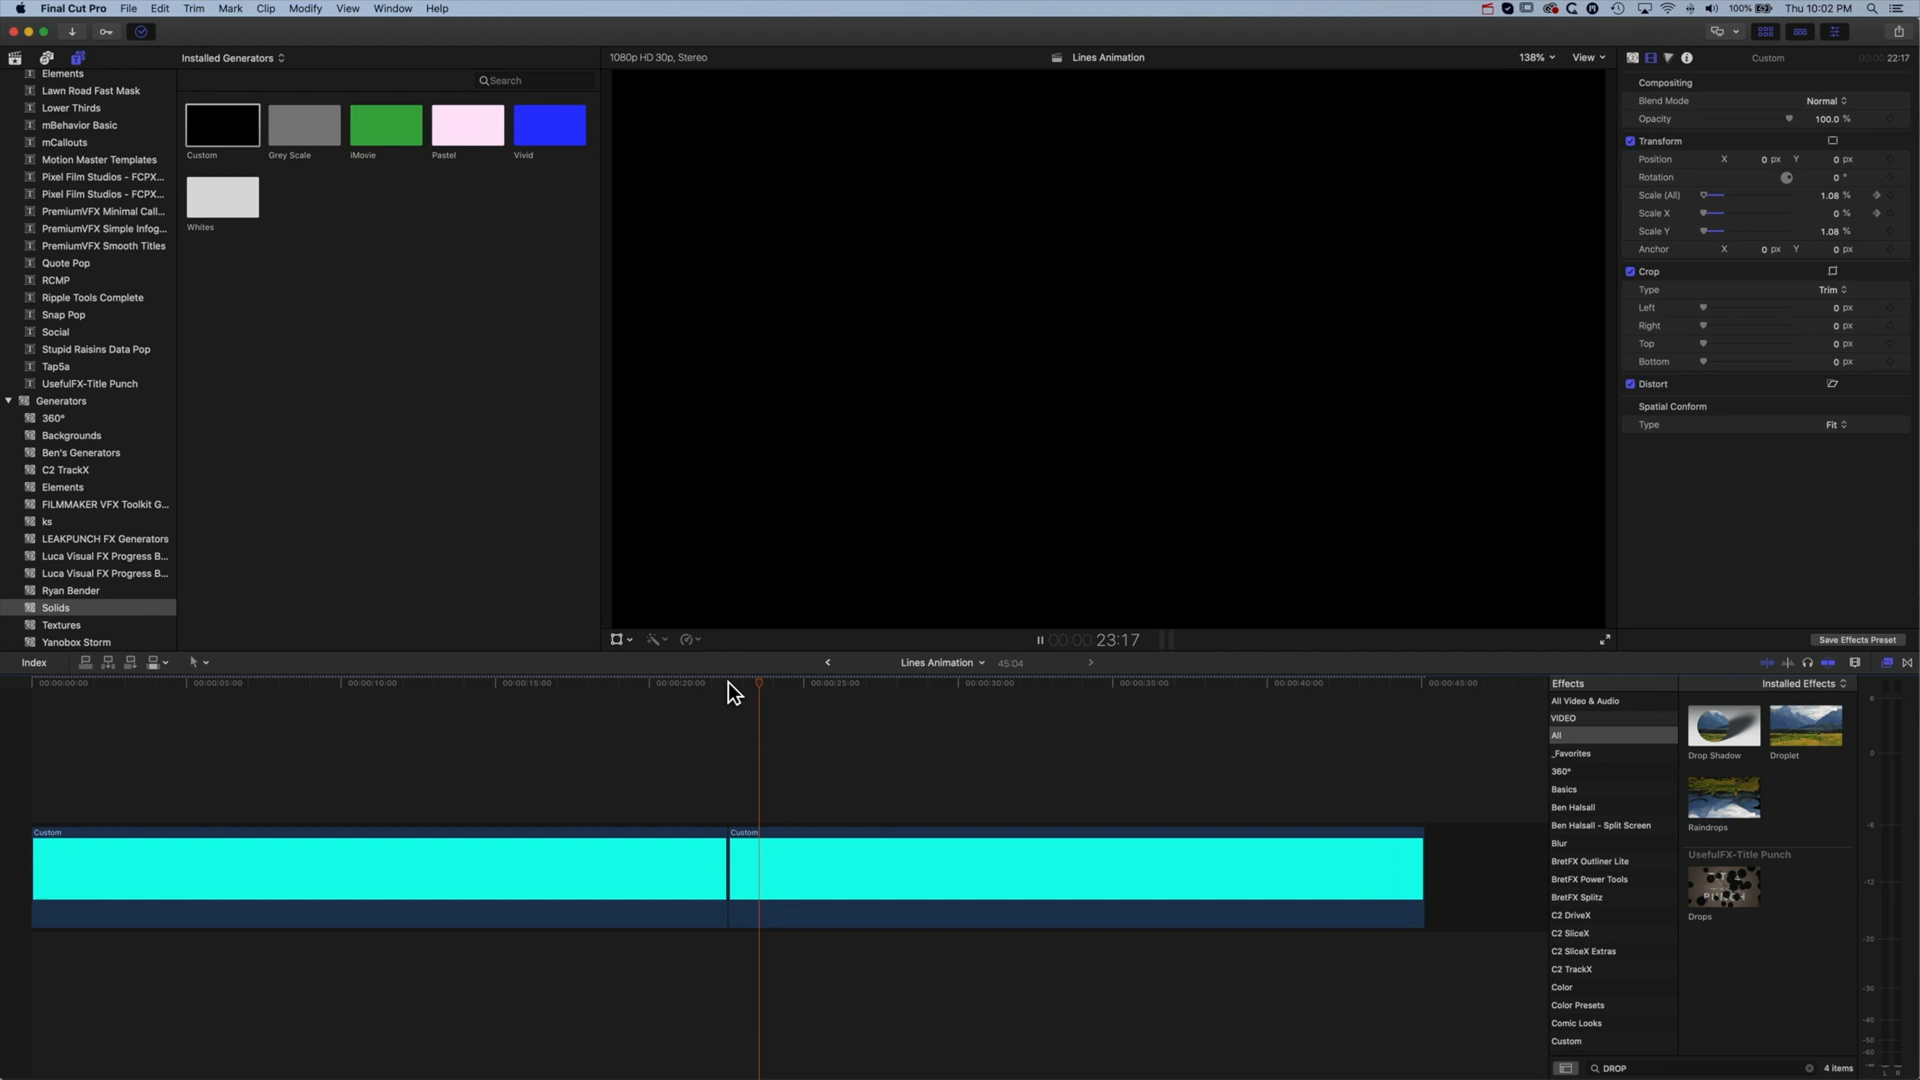 Final Cut Pro File Edit Trim Mark Clip Modify View Window Help 100% Thu 10:02 PM
Installed Generators
1080p HD 30p, Stereo
Lines Animation
138%
View
Custom
00:00:22:17
Search
Elements
Lawn Road Fast Mask
Lower Thirds
mBehavior Basic
mCallouts
Motion Master Templates
Pixel Film Studios - FCPX...
Pixel Film Studios - FCPX...
PremiumVFX Minimal Call...
PremiumVFX Simple Infog...
PremiumVFX Smooth Titles
Quote Pop
RCMP
Ripple Tools Complete
Snap Pop
Social
Stupid Raisins Data Pop
Tap5a
UsefulFX-Title Punch
Generators
360°
Backgrounds
Ben's Generators
C2 TrackX
Elements
FILMMAKER VFX Toolkit G...
ks
LEAKPUNCH FX Generators
Luca Visual FX Progress B...
Luca Visual FX Progress B...
Ryan Bender
Solids
Textures
Yanobox Storm
Custom
Grey Scale
iMovie
Pastel
Vivid
Whites
00:00:23:17
Compositing
Blend Mode Normal
Opacity 100.0 %
Transform
Position X 0 px Y 0 px
Rotation 0 °
Scale (All) 1.08 %
Scale X 0 %
Scale Y 1.08 %
Anchor X 0 px Y 0 px
Crop
Type Trim
Left 0 px
Right 0 px
Top 0 px
Bottom 0 px
Distort
Spatial Conform
Type Fit
Save Effects Preset
Index
Lines Animation
45:04
00:00:00:00 00:00:05:00 00:00:10:00 00:00:15:00 00:00:20:00 00:00:25:00 00:00:30:00 00:00:35:00 00:00:40:00 00:00:45:00
Custom
Custom
Effects
Installed Effects
All Video & Audio
VIDEO
All
_Favorites
360°
Basics
Ben Halsall
Ben Halsall - Split Screen
Blur
BretFX Outliner Lite
BretFX Power Tools
BretFX Splitz
C2 DriveX
C2 SliceX
C2 SliceX Extras
C2 TrackX
Color
Color Presets
Comic Looks
Custom
Drop Shadow
Droplet
Raindrops
UsefulFX-Title Punch
Drops
DROP
4 items
6
0
-6
-12
-20
-30
-40
-50
-60
-∞
L R